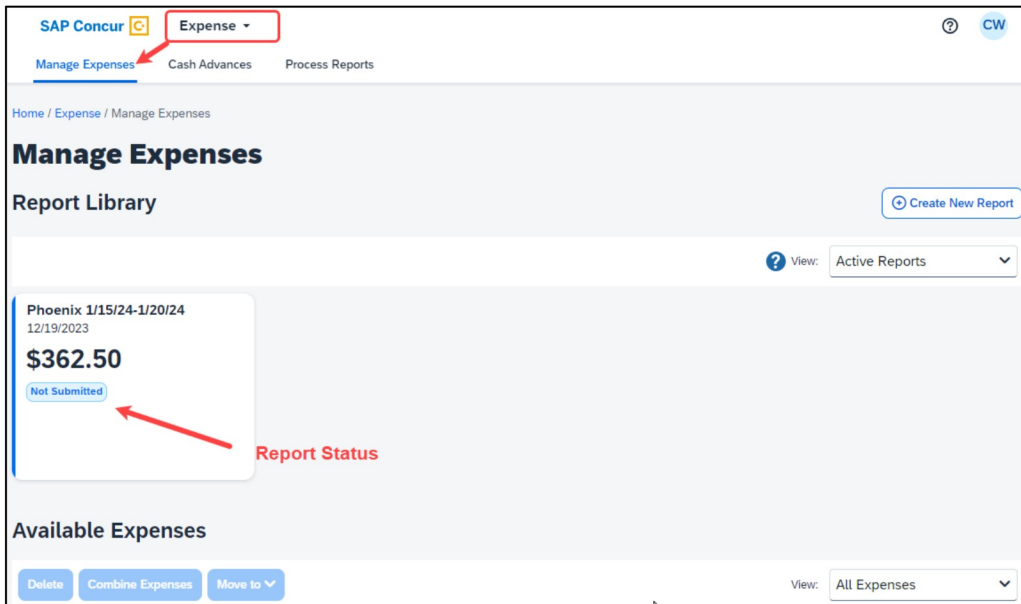 SAP Concur C Expense
CW
Manage Expenses Cash Advances Process Reports
Home / Expense / Manage Expenses
Manage Expenses
Report Library
Create New Report
? View: Active Reports
Phoenix 1/15/24-1/20/24
12/19/2023
$362.50
Not Submitted
Report Status
Available Expenses
Delete Combine Expenses Move to View: All Expenses